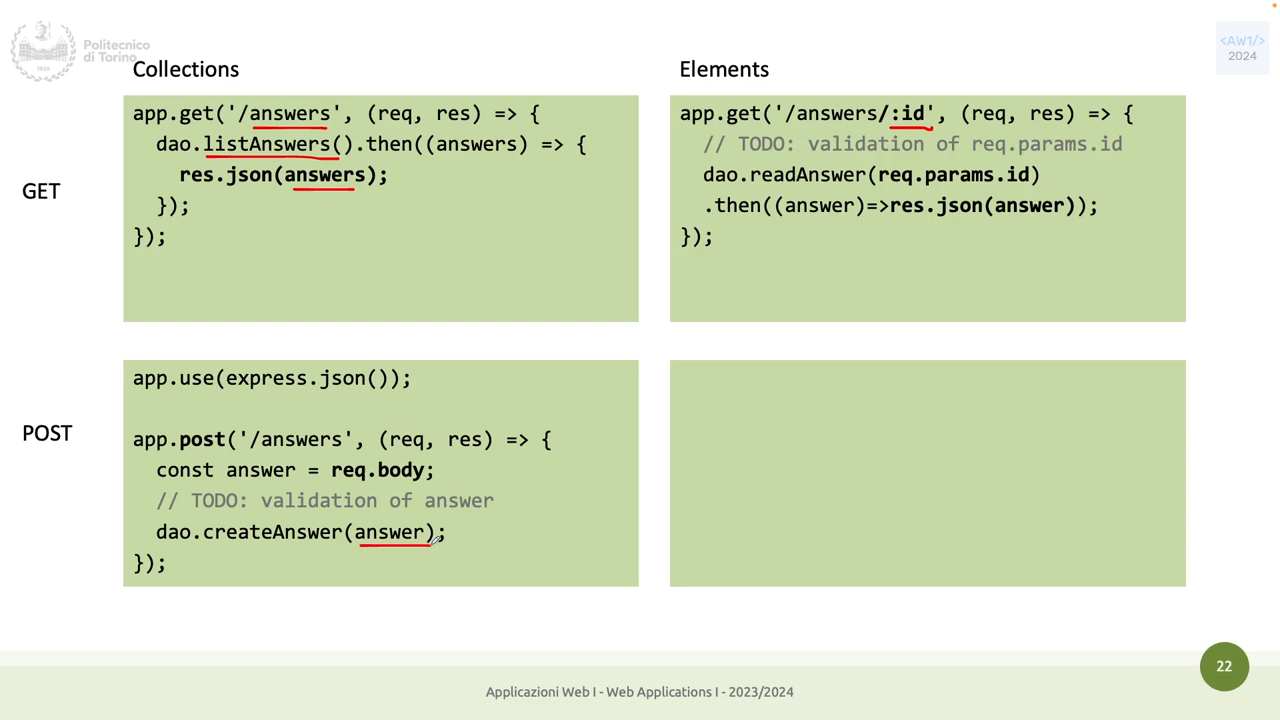 Politecnico
di Torino
1859
<AW1/>
2024
Collections
Elements
GET
app.get('/answers', (req, res) => {
dao.listAnswers().then((answers) => {
res.json(answers);
});
});
app.get('/answers/:id', (req, res) => {
// TODO: validation of req.params.id
dao.readAnswer(req.params.id)
.then((answer)=>res.json(answer));
});
POST
app.use(express.json());
app.post('/answers', (req, res) => {
const answer = req.body;
// TODO: validation of answer
dao.createAnswer(answer);
});
22
Applicazioni Web I - Web Applications I - 2023/2024